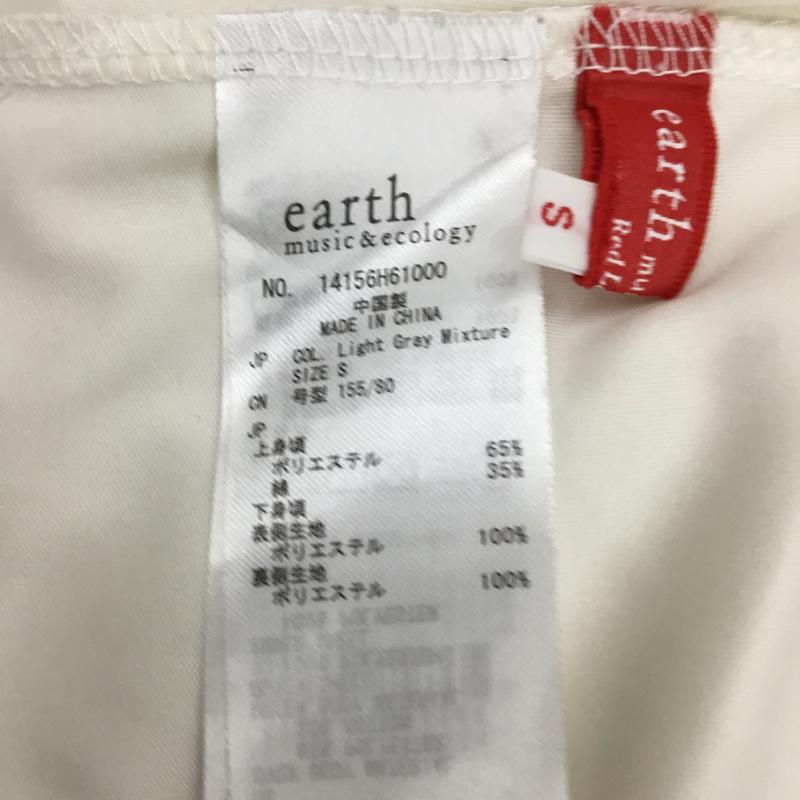 earth
music&ecology
NO. 14156H61000
中国製
MADE IN CHINA
JP COL. Light Gray Mixture
SIZE S
CN 号型 155/80
JP
上身頃
ポリエステル 65%
綿 35%
下身頃
表側生地
ポリエステル 100%
裏側生地
ポリエステル 100%
S
earth mu
Red